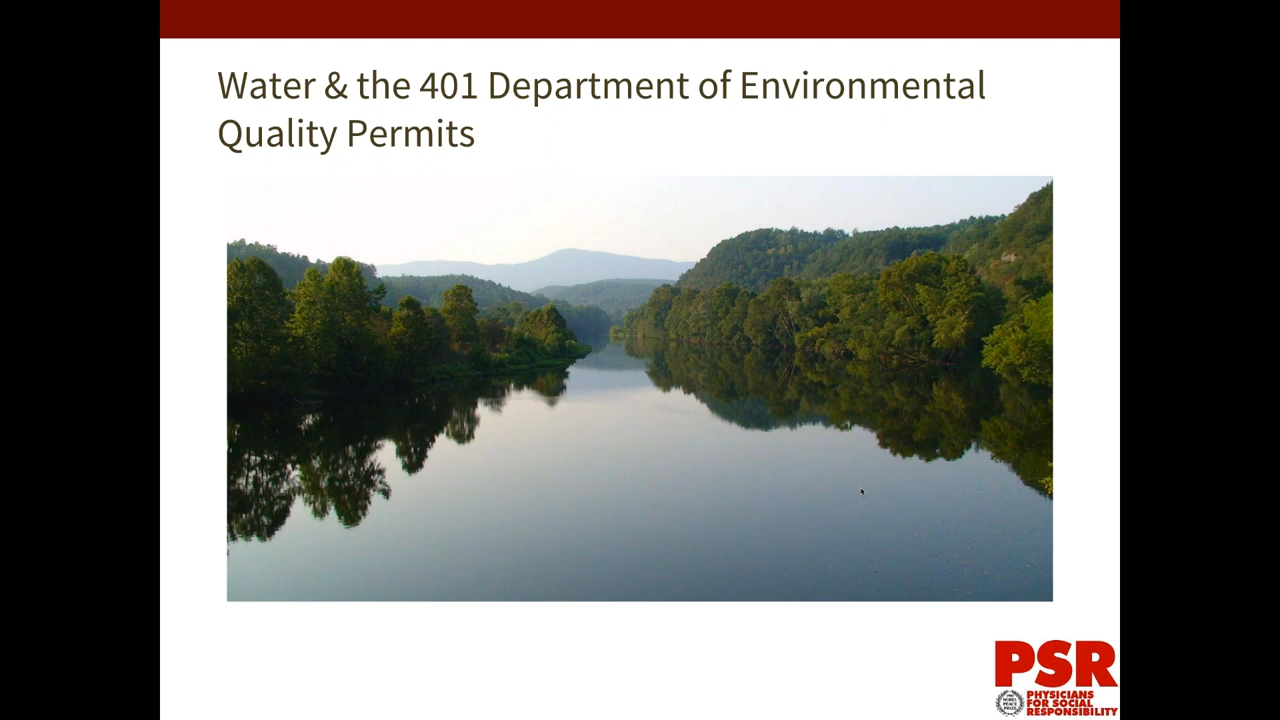 Water & the 401 Department of Environmental
Quality Permits
PSR
PHYSICIANS
FOR SOCIAL
RESPONSIBILITY